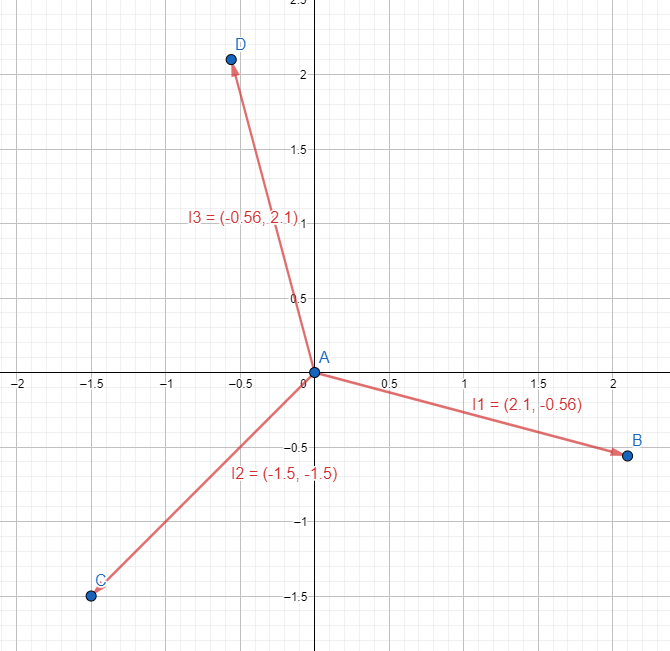 2.5
D
2
1.5
l3 = (-0.56, 2.1)
1
0.5
A
–2
–1.5
–1
–0.5
0
0.5
1
1.5
2
l1 = (2.1, -0.56)
B
–0.5
l2 = (-1.5, -1.5)
–1
C
–1.5